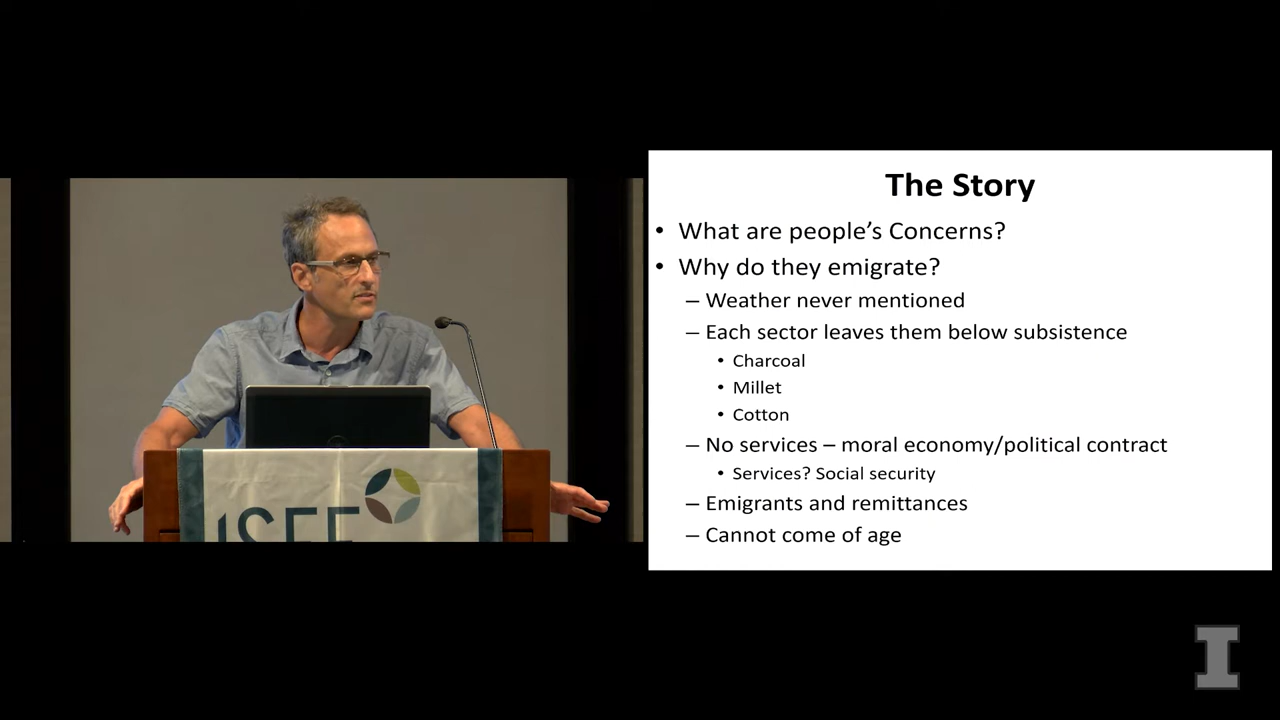 The Story
• What are people's Concerns?
• Why do they emigrate?
– Weather never mentioned
– Each sector leaves them below subsistence
• Charcoal
• Millet
• Cotton
– No services – moral economy/political contract
• Services? Social security
– Emigrants and remittances
– Cannot come of age
iSEE
I